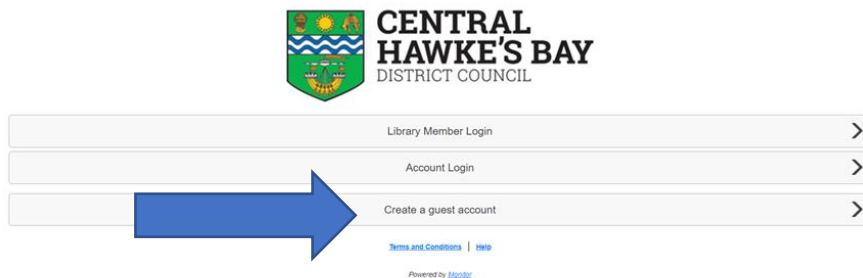 CENTRAL
HAWKE'S BAY
DISTRICT COUNCIL
Library Member Login
Account Login
Create a guest account
Terms and Conditions | Help
Powered by Monitor